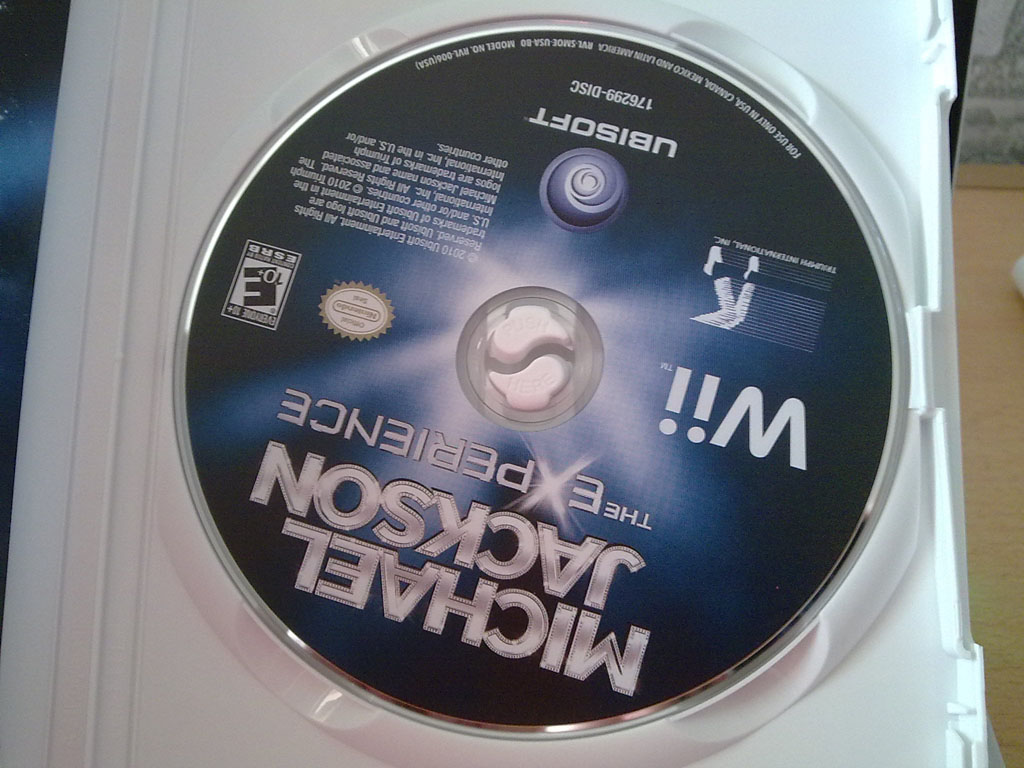 MICHAEL
JACKSON
THE EXPERIENCE
Wii™
TRIUMPH INTERNATIONAL, INC.
PUSH
HERE
Official
Nintendo
Seal
EVERYONE 10+
E
10+
ESRB
© 2010 Ubisoft Entertainment. All Rights
Reserved. Ubisoft and Ubisoft logo are
trademarks of Ubisoft Entertainment in the
U.S. and/or other countries. © 2010 Triumph
International, Inc. All Rights Reserved. The
Michael Jackson name and associated
logos are trademarks of Triumph
International, Inc. in the U.S. and/or
other countries.
UBISOFT
176299-DISC
FOR USE ONLY IN USA, CANADA, MEXICO AND LATIN AMERICA RVL-SMOE-USA-B0 MODEL NO. RVL-006(USA)